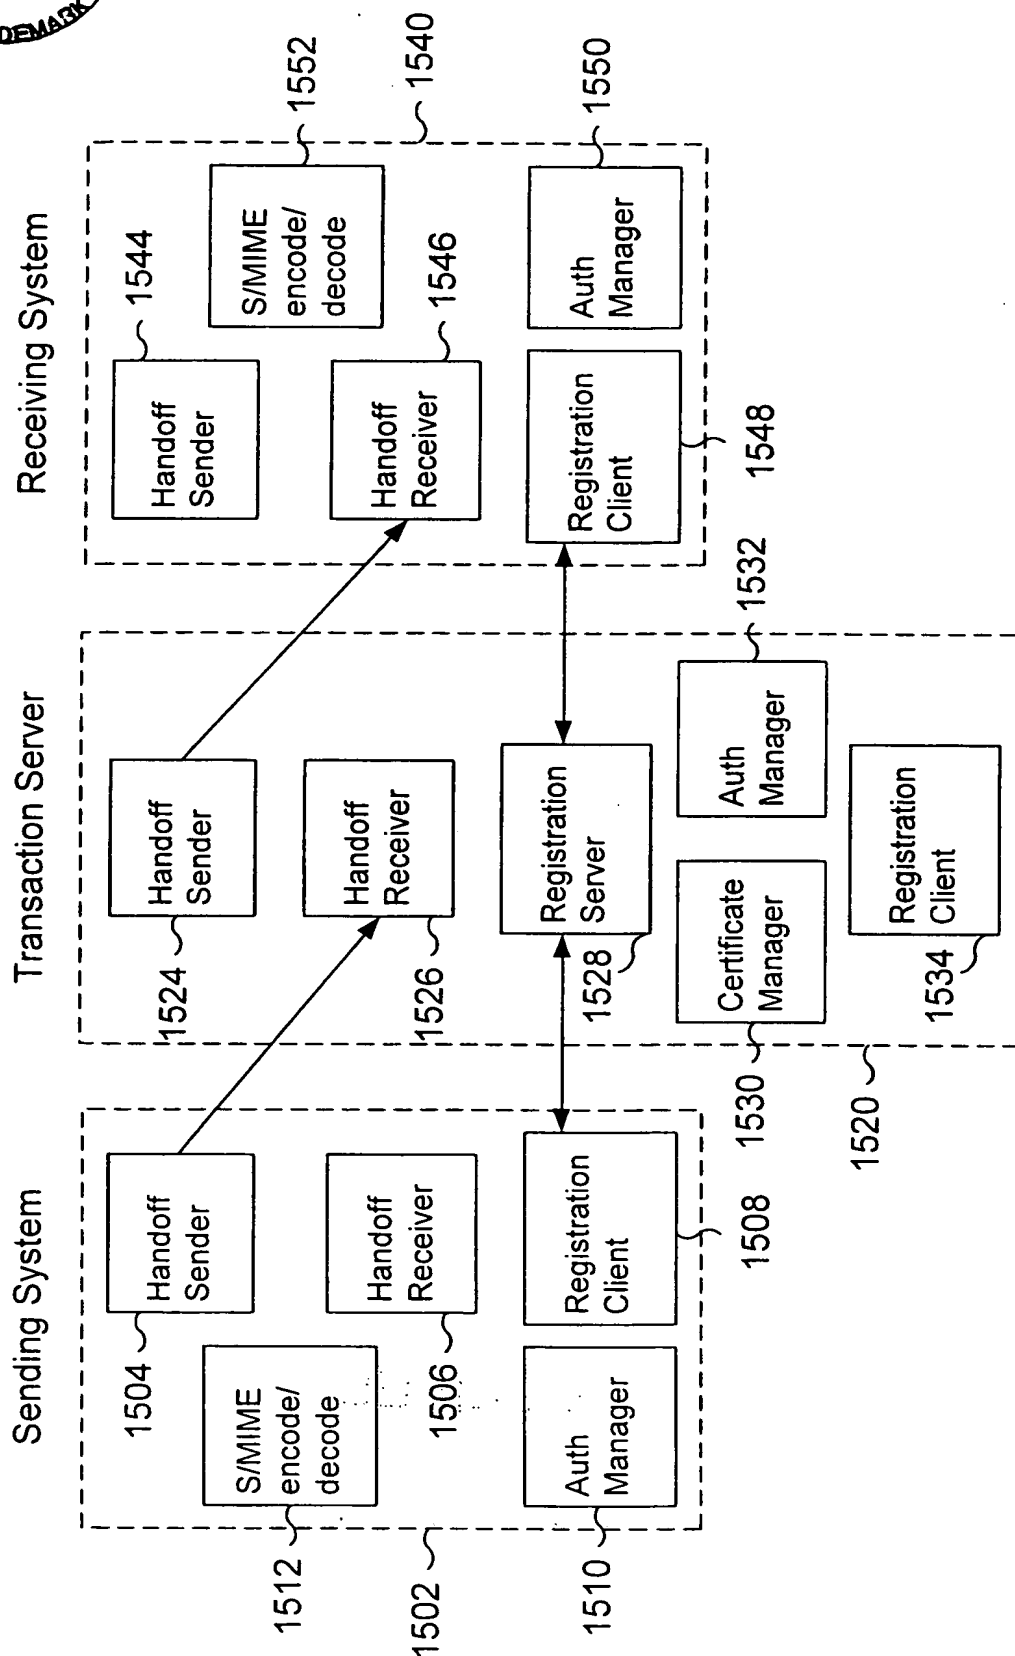 DEMARK
Sending System
Transaction Server
Receiving System
1504
Handoff
Sender
1512
S/MIME
encode/
decode
1506
Handoff
Receiver
1502
1510
Auth
Manager
Registration
Client
1508
1524
Handoff
Sender
1526
Handoff
Receiver
1528
Registration
Server
1530
Certificate
Manager
Auth
Manager
1532
1520
1534
Registration
Client
Handoff
Sender
1544
S/MIME
encode/
decode
1552
Handoff
Receiver
1546
1540
Registration
Client
1548
Auth
Manager
1550